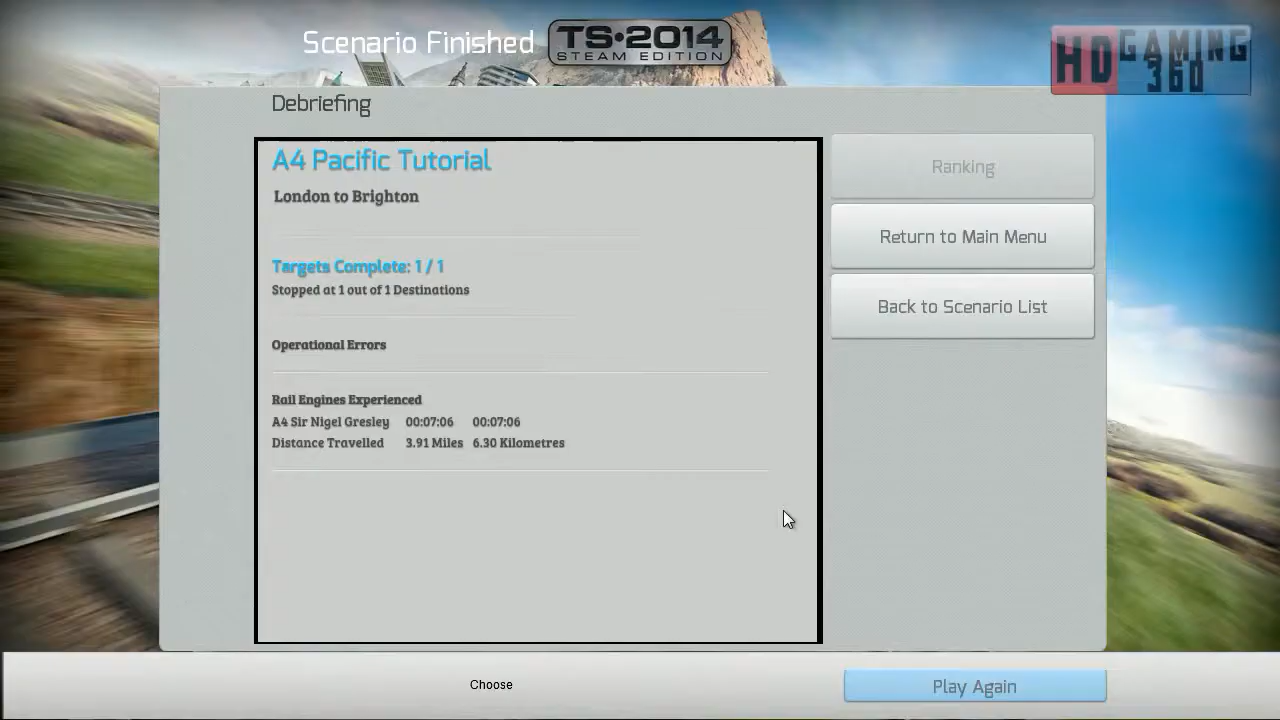 Scenario Finished
TS•2014
STEAM EDITION
HD GAMING
360
Debriefing
A4 Pacific Tutorial
London to Brighton
Targets Complete: 1 / 1
Stopped at 1 out of 1 Destinations
Operational Errors
Rail Engines Experienced
A4 Sir Nigel Gresley 00:07:06 00:07:06
Distance Travelled 3.91 Miles 6.30 Kilometres
Ranking
Return to Main Menu
Back to Scenario List
Choose
Play Again